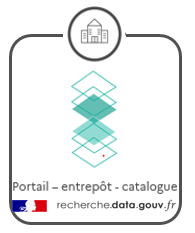 Portail – entrepôt - catalogue
recherche.data.gouv.fr